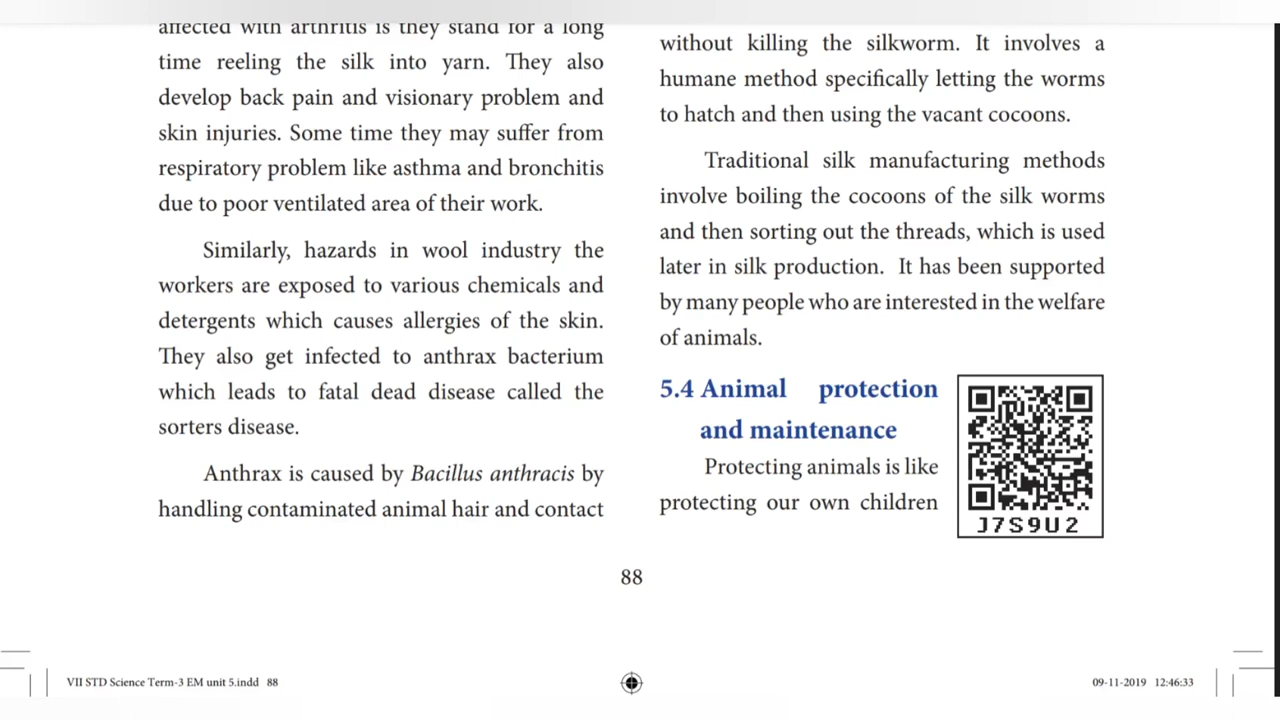 affected with arthritis is they stand for a long
time reeling the silk into yarn. They also
develop back pain and visionary problem and
skin injuries. Some time they may suffer from
respiratory problem like asthma and bronchitis
due to poor ventilated area of their work.
Similarly, hazards in wool industry the
workers are exposed to various chemicals and
detergents which causes allergies of the skin.
They also get infected to anthrax bacterium
which leads to fatal dead disease called the
sorters disease.
Anthrax is caused by Bacillus anthracis by
handling contaminated animal hair and contact
without killing the silkworm. It involves a
humane method specifically letting the worms
to hatch and then using the vacant cocoons.
Traditional silk manufacturing methods
involve boiling the cocoons of the silk worms
and then sorting out the threads, which is used
later in silk production. It has been supported
by many people who are interested in the welfare
of animals.
5.4 Animal protection
and maintenance
Protecting animals is like
protecting our own children
J7S9U2
88
VII STD Science Term-3 EM unit 5.indd 88
09-11-2019 12:46:33